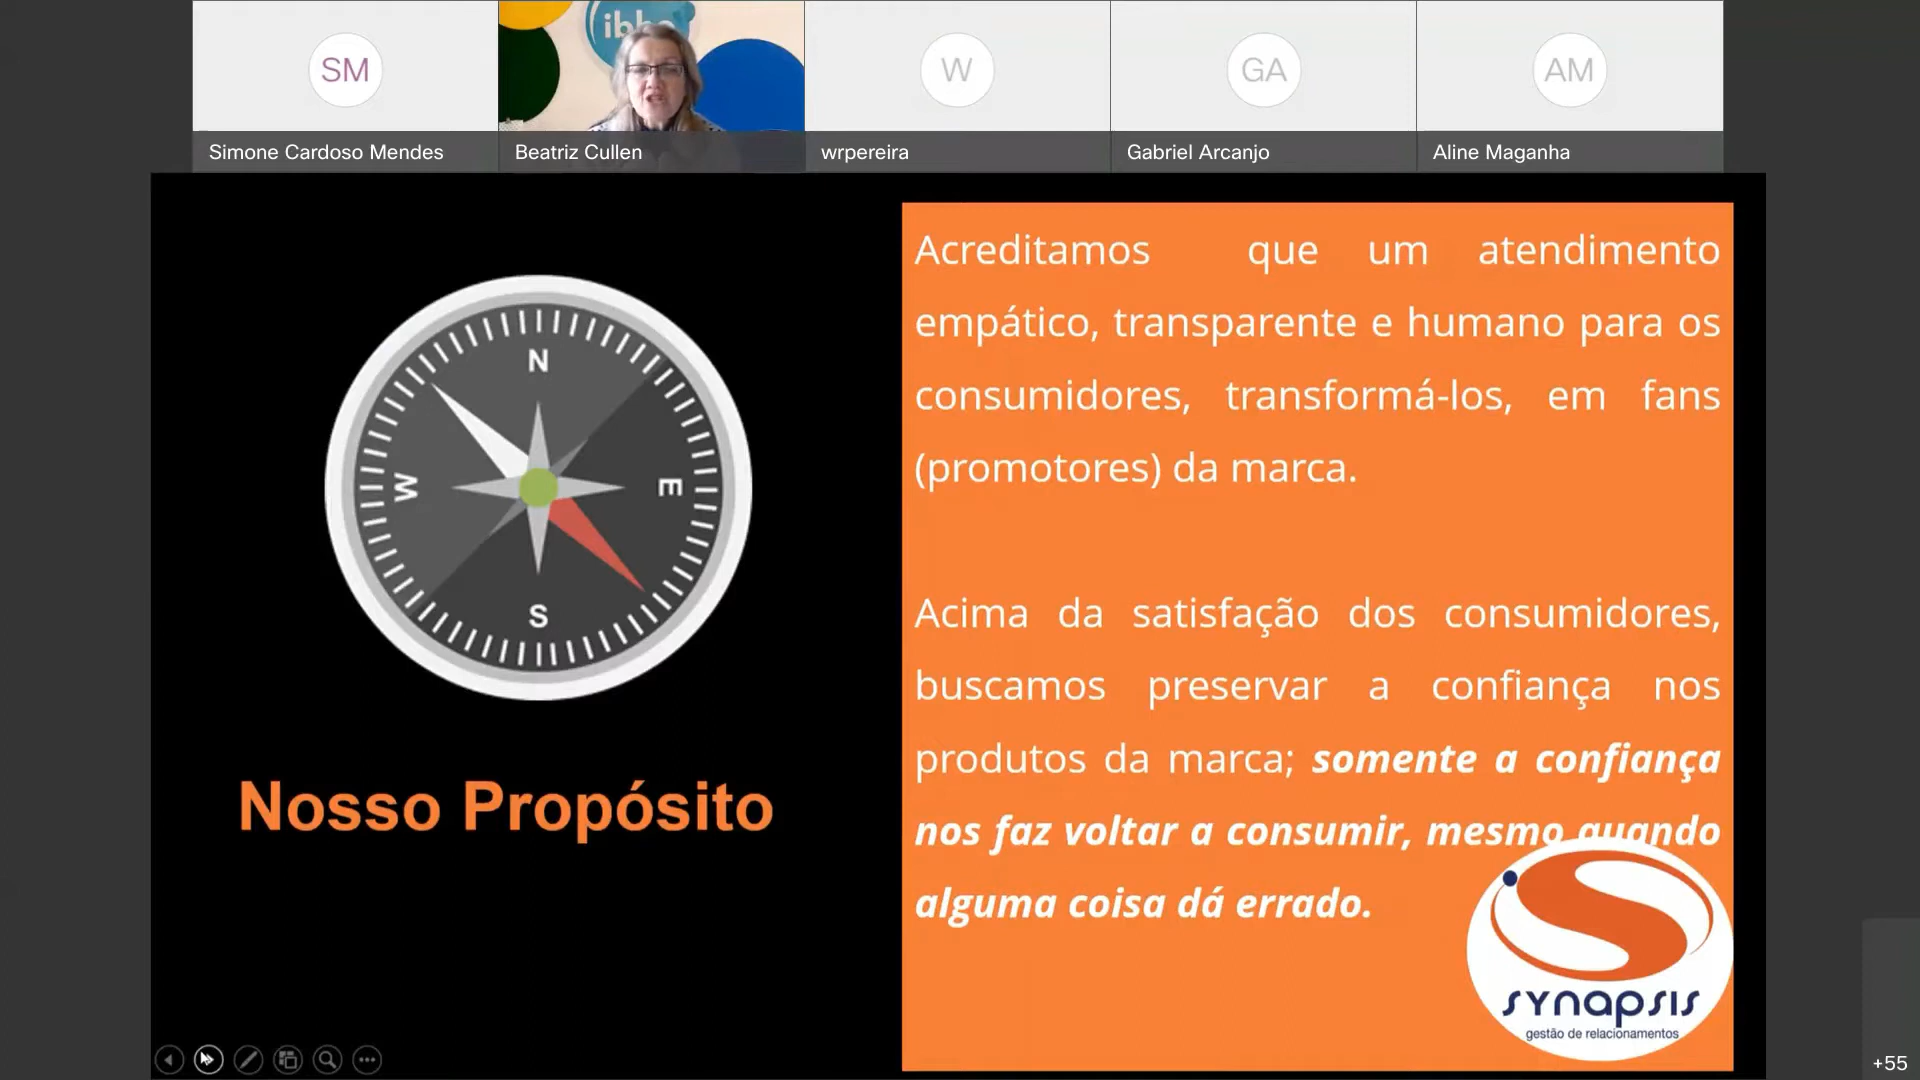 SM
W
GA
AM
Simone Cardoso Mendes
Beatriz Cullen
wrpereira
Gabriel Arcanjo
Aline Maganha
N
W
E
S
Nosso Propósito
Acreditamos que um atendimento
empático, transparente e humano para os
consumidores, transformá-los, em fans
(promotores) da marca.
Acima da satisfação dos consumidores,
buscamos preservar a confiança nos
produtos da marca; somente a confiança
nos faz voltar a consumir, mesmo quando
alguma coisa dá errado.
synapsis
gestão de relacionamentos
+55